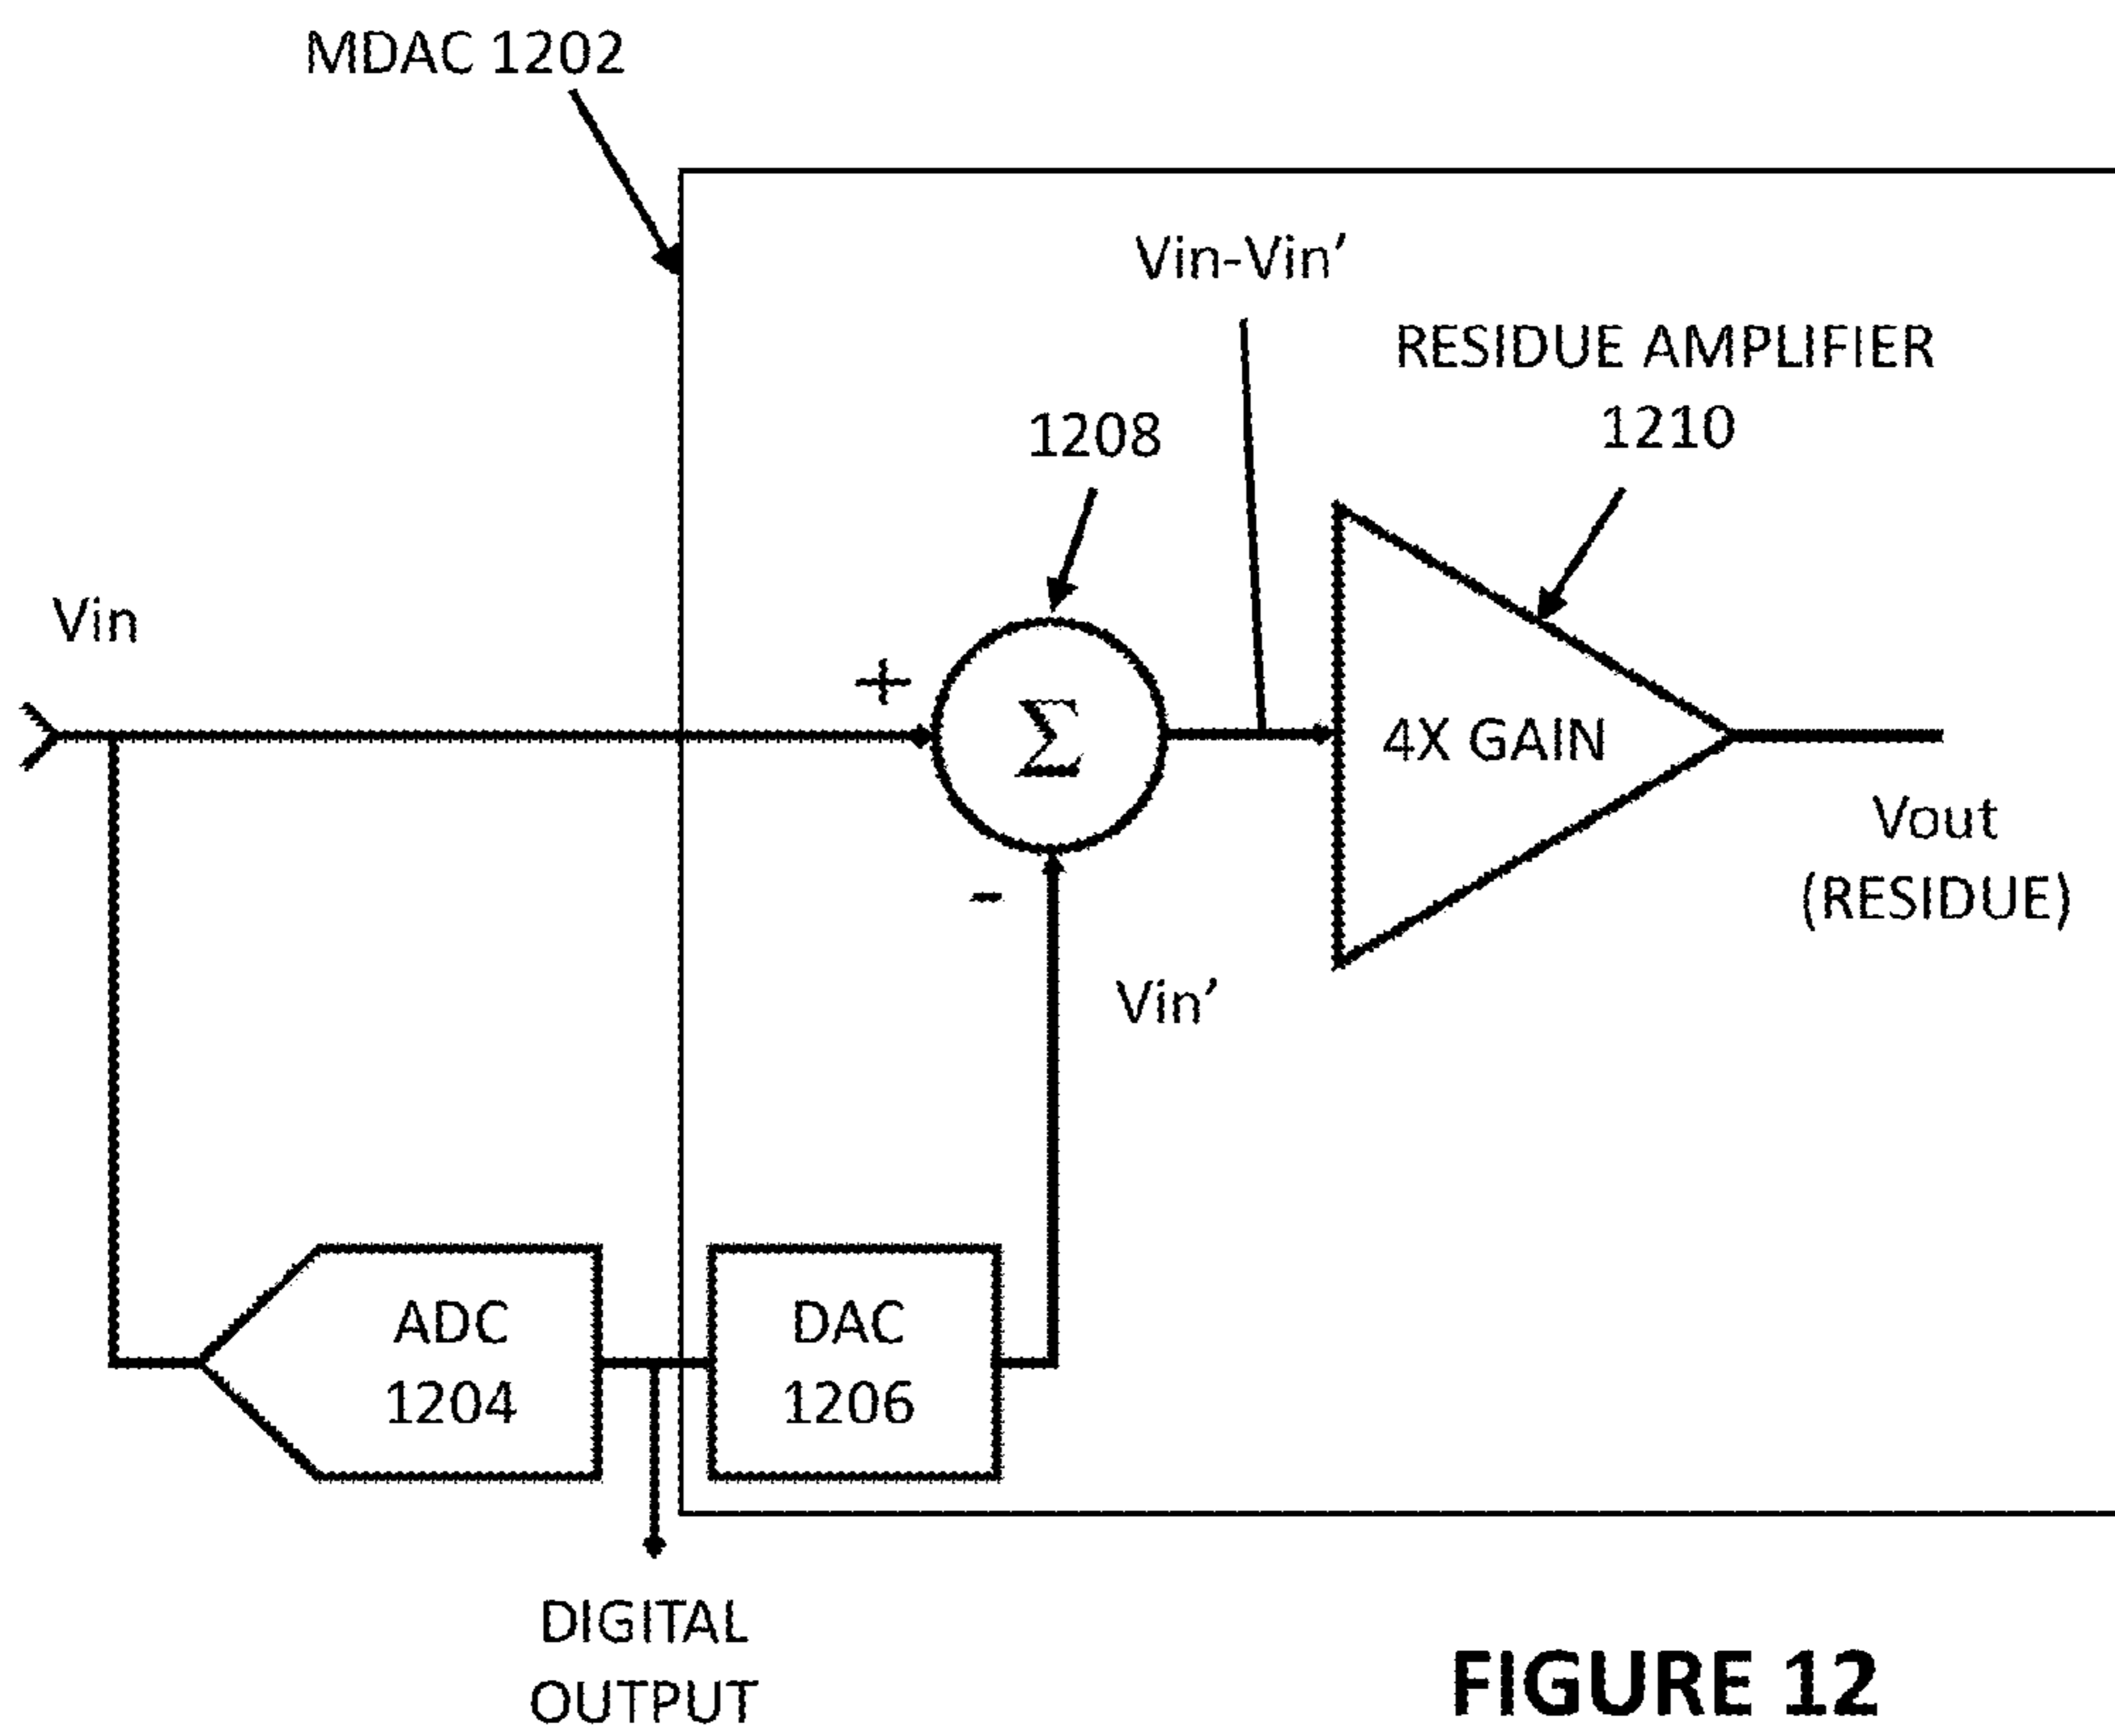 MDAC 1202
Vin-Vin’
RESIDUE AMPLIFIER
1210
1208
Vin
+
Σ
4X GAIN
Vout
(RESIDUE)
-
Vin’
ADC
1204
DAC
1206
DIGITAL
OUTPUT
FIGURE 12